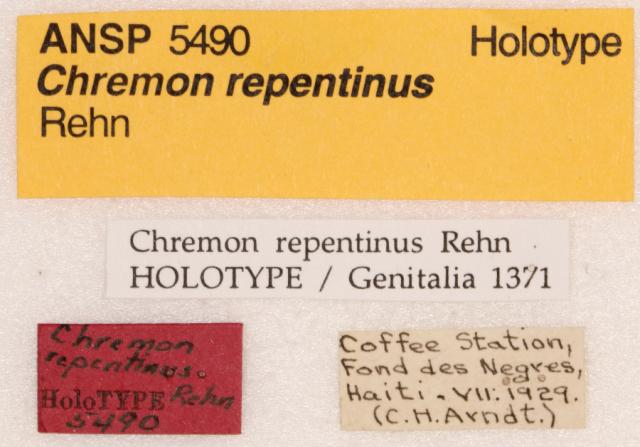 ANSP 5490 Holotype
Chremon repentinus
Rehn
Chremon repentinus Rehn
HOLOTYPE / Genitalia 1371
Chremon
repentinus.
HoloTYPE Rehn
5490
Coffee Station,
Fond des Negres,
Haiti. VII: 1929.
(C.H. Arndt.)